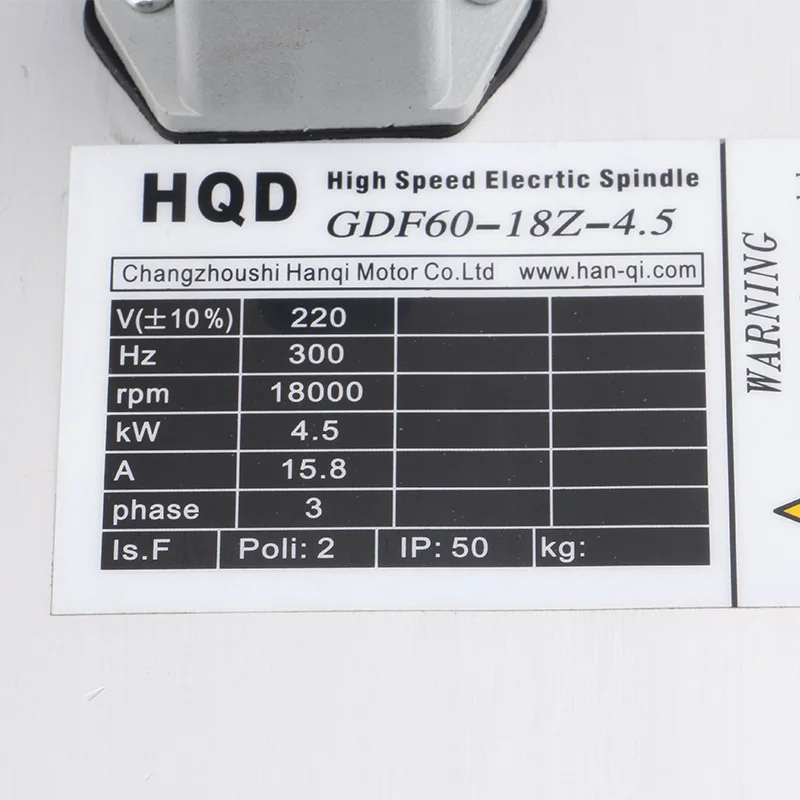 HQD
High Speed Elecrtic Spindle
GDF60-18Z-4.5
Changzhoushi Hanqi Motor Co.Ltd www.han-qi.com
V(±10%) 220
Hz 300
rpm 18000
kW 4.5
A 15.8
phase 3
Is.F Poli: 2 IP: 50 kg:
WARNING